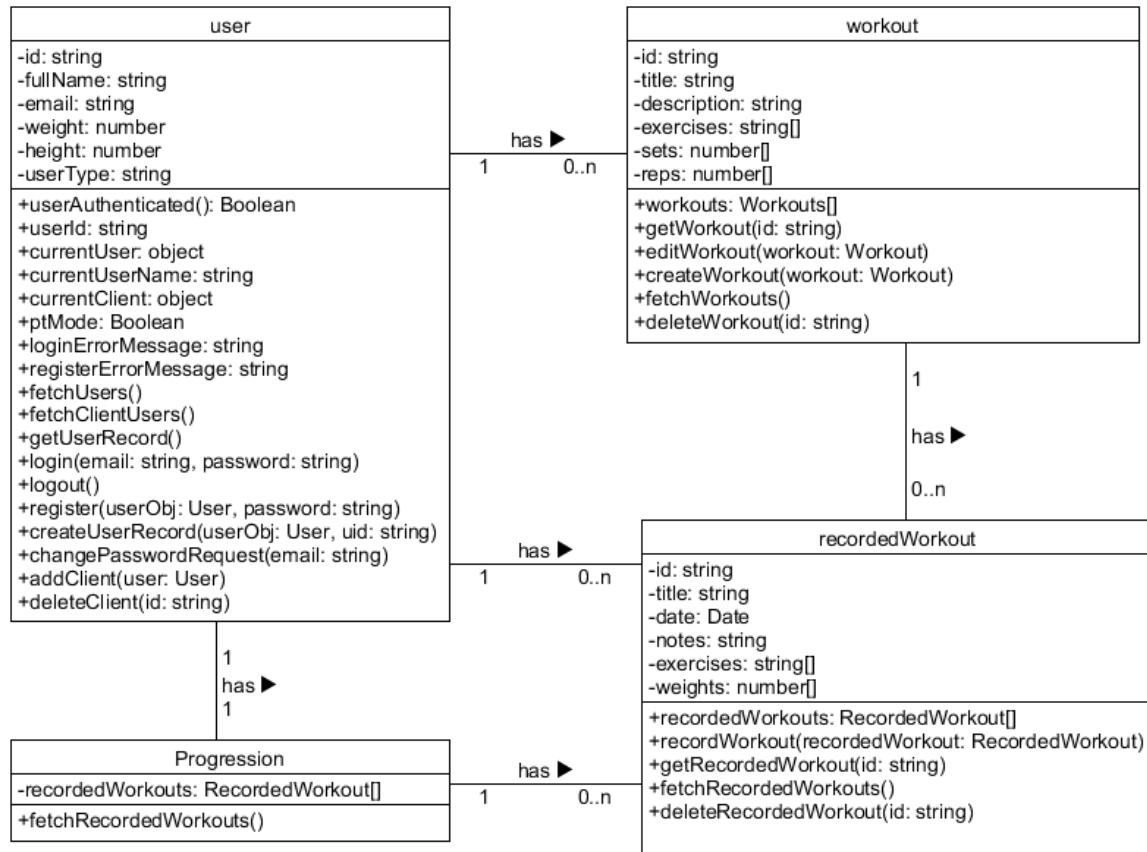 user
-id: string
-fullName: string
-email: string
-weight: number
-height: number
-userType: string
+userAuthenticated(): Boolean
+userId: string
+currentUser: object
+currentUserName: string
+currentClient: object
+ptMode: Boolean
+loginErrorMessage: string
+registerErrorMessage: string
+fetchUsers()
+fetchClientUsers()
+getUserRecord()
+login(email: string, password: string)
+logout()
+register(userObj: User, password: string)
+createUserRecord(userObj: User, uid: string)
+changePasswordRequest(email: string)
+addClient(user: User)
+deleteClient(id: string)
has ▶
1 0..n
workout
-id: string
-title: string
-description: string
-exercises: string[]
-sets: number[]
-reps: number[]
+workouts: Workouts[]
+getWorkout(id: string)
+editWorkout(workout: Workout)
+createWorkout(workout: Workout)
+fetchWorkouts()
+deleteWorkout(id: string)
1
has ▶
0..n
has ▶
1 0..n
recordedWorkout
-id: string
-title: string
-date: Date
-notes: string
-exercises: string[]
-weights: number[]
+recordedWorkouts: RecordedWorkout[]
+recordWorkout(recordedWorkout: RecordedWorkout)
+getRecordedWorkout(id: string)
+fetchRecordedWorkouts()
+deleteRecordedWorkout(id: string)
1
has ▶
1
Progression
-recordedWorkouts: RecordedWorkout[]
+fetchRecordedWorkouts()
has ▶
1 0..n